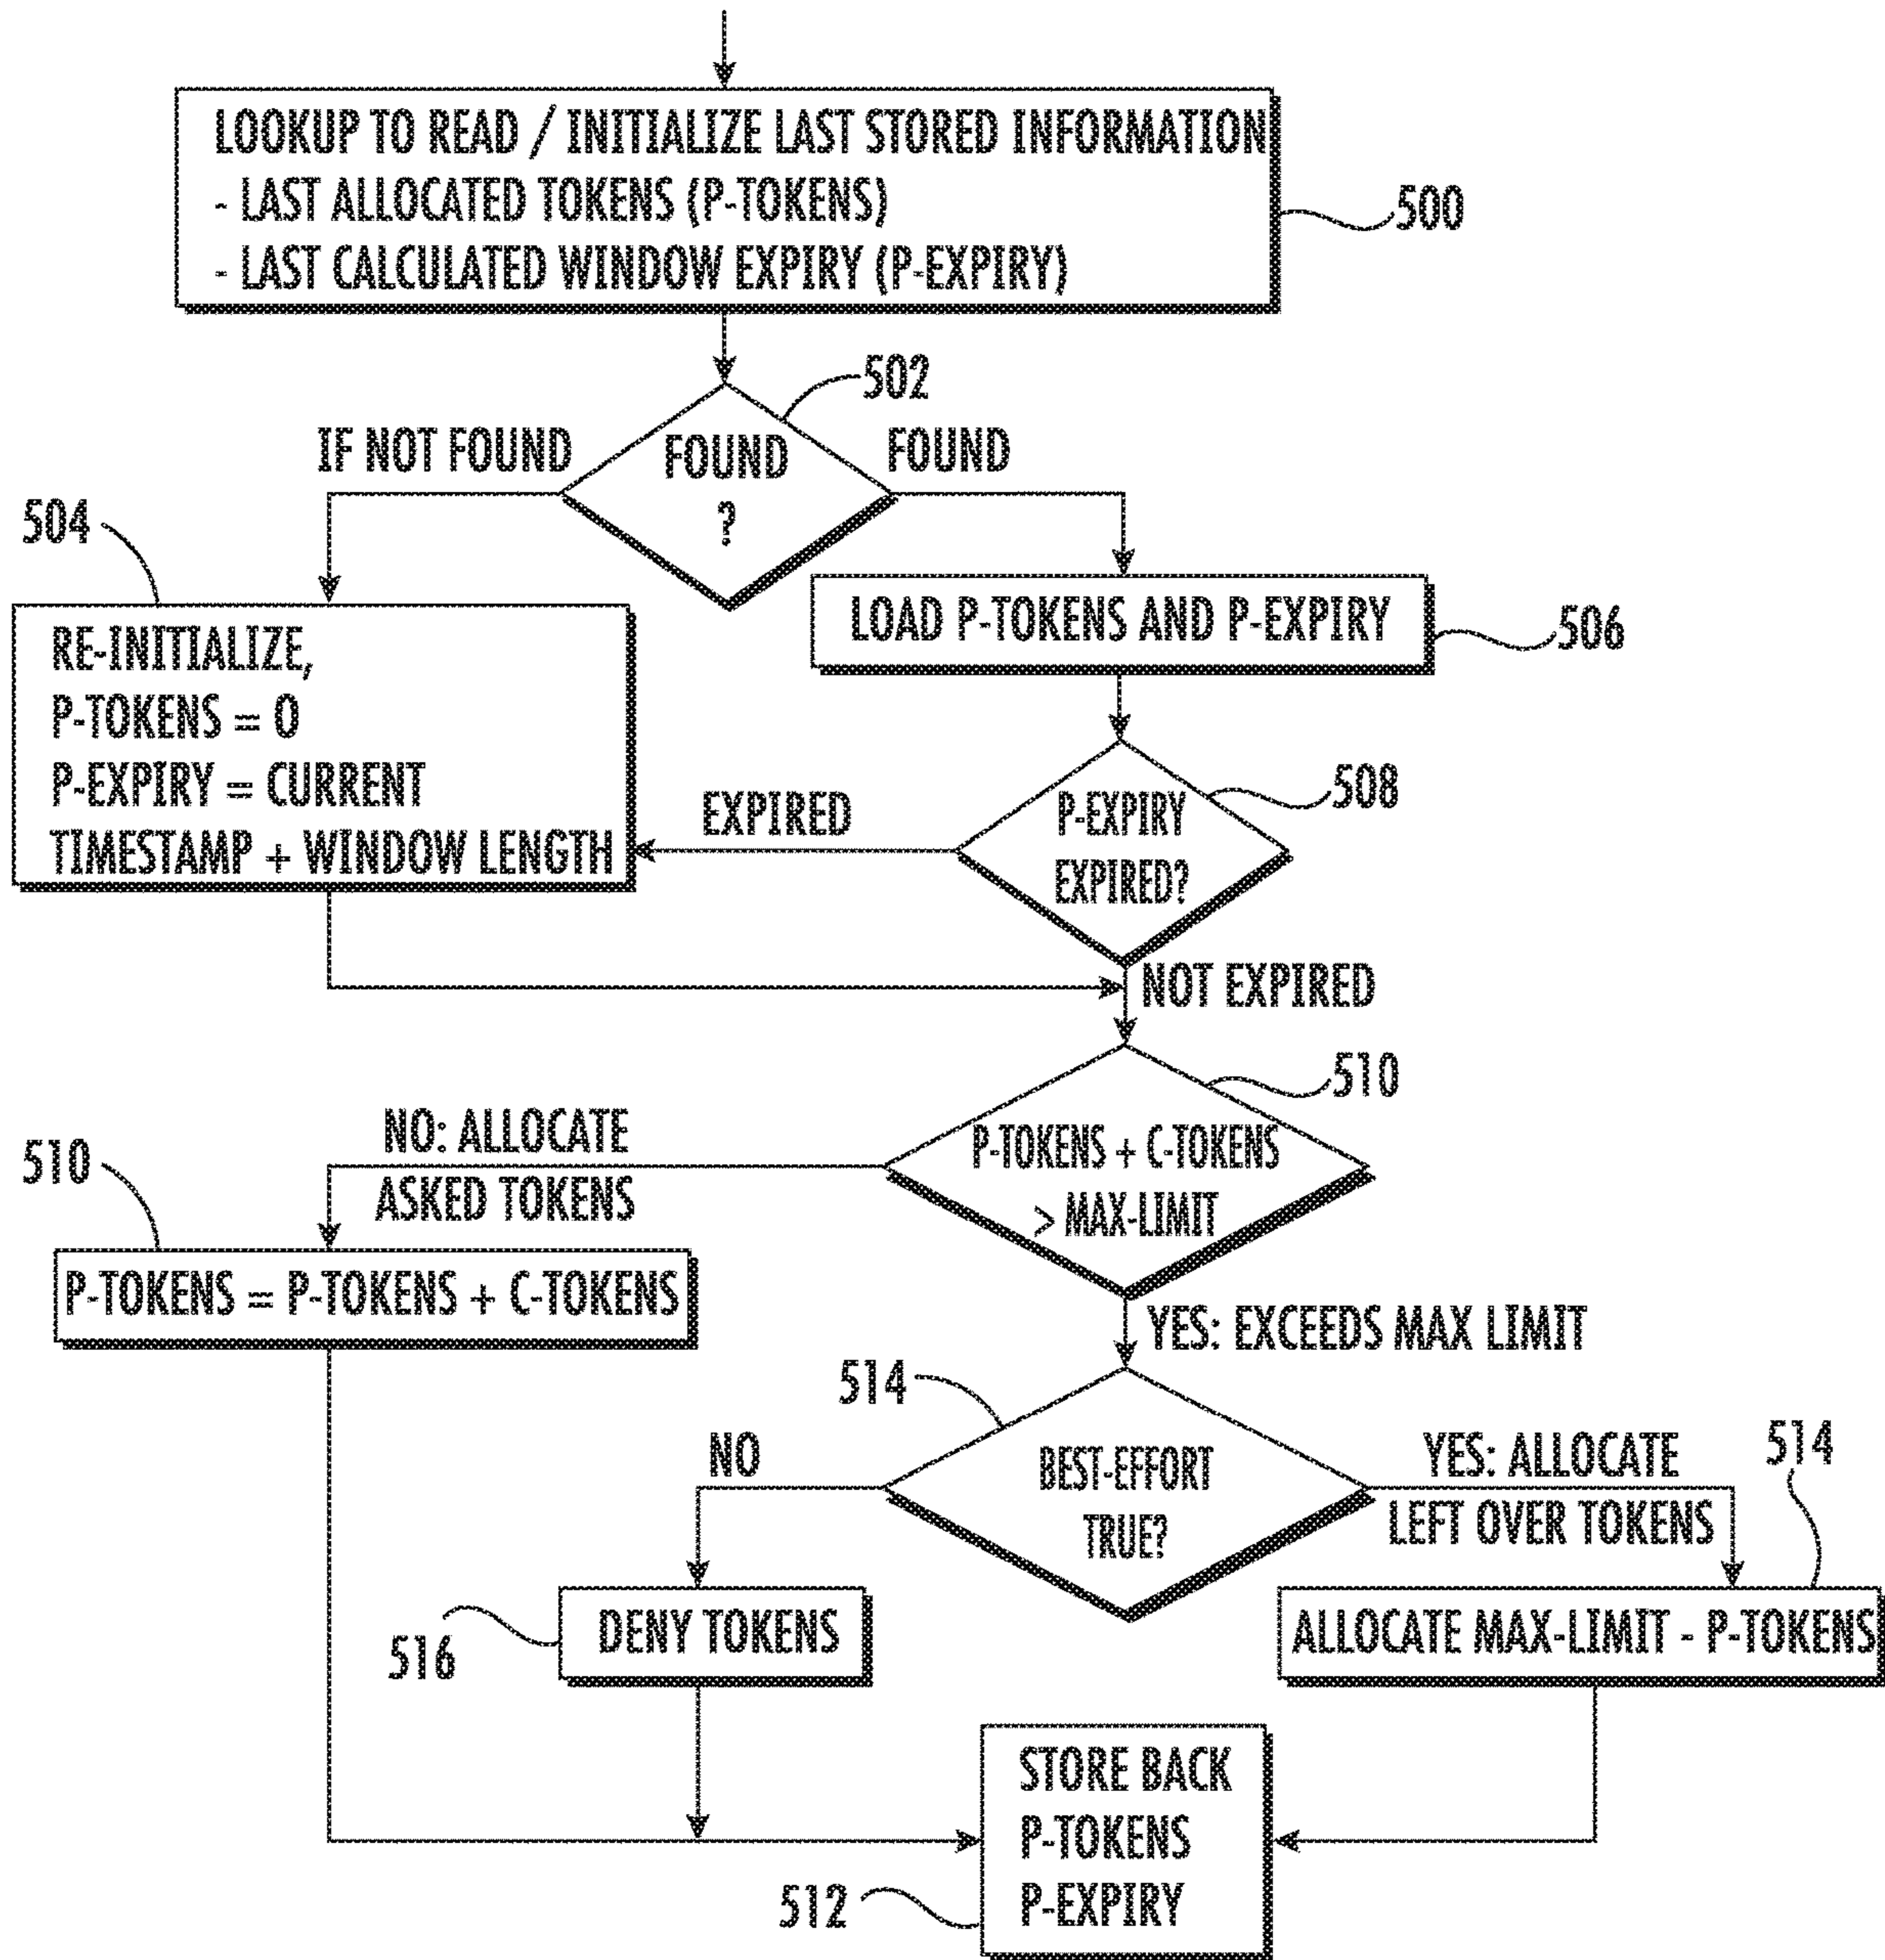 LOOKUP TO READ / INITIALIZE LAST STORED INFORMATION
- LAST ALLOCATED TOKENS (P-TOKENS)
- LAST CALCULATED WINDOW EXPIRY (P-EXPIRY)
500
502
IF NOT FOUND
FOUND
?
FOUND
504
RE-INITIALIZE,
P-TOKENS = 0
P-EXPIRY = CURRENT
TIMESTAMP + WINDOW LENGTH
LOAD P-TOKENS AND P-EXPIRY
506
508
P-EXPIRY
EXPIRED?
EXPIRED
NOT EXPIRED
510
P-TOKENS + C-TOKENS
> MAX-LIMIT
NO: ALLOCATE
ASKED TOKENS
510
P-TOKENS = P-TOKENS + C-TOKENS
YES: EXCEEDS MAX LIMIT
514
BEST-EFFORT
TRUE?
NO
YES: ALLOCATE
LEFT OVER TOKENS
514
516
DENY TOKENS
ALLOCATE MAX-LIMIT - P-TOKENS
STORE BACK
P-TOKENS
P-EXPIRY
512